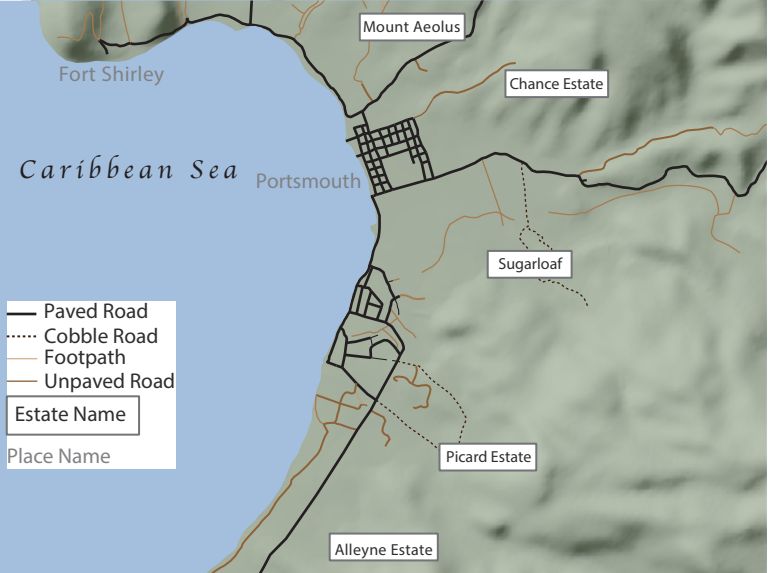 Mount Aeolus
Fort Shirley
Chance Estate
Caribbean Sea
Portsmouth
Sugarloaf
Paved Road
Cobble Road
Footpath
Unpaved Road
Estate Name
Place Name
Picard Estate
Alleyne Estate